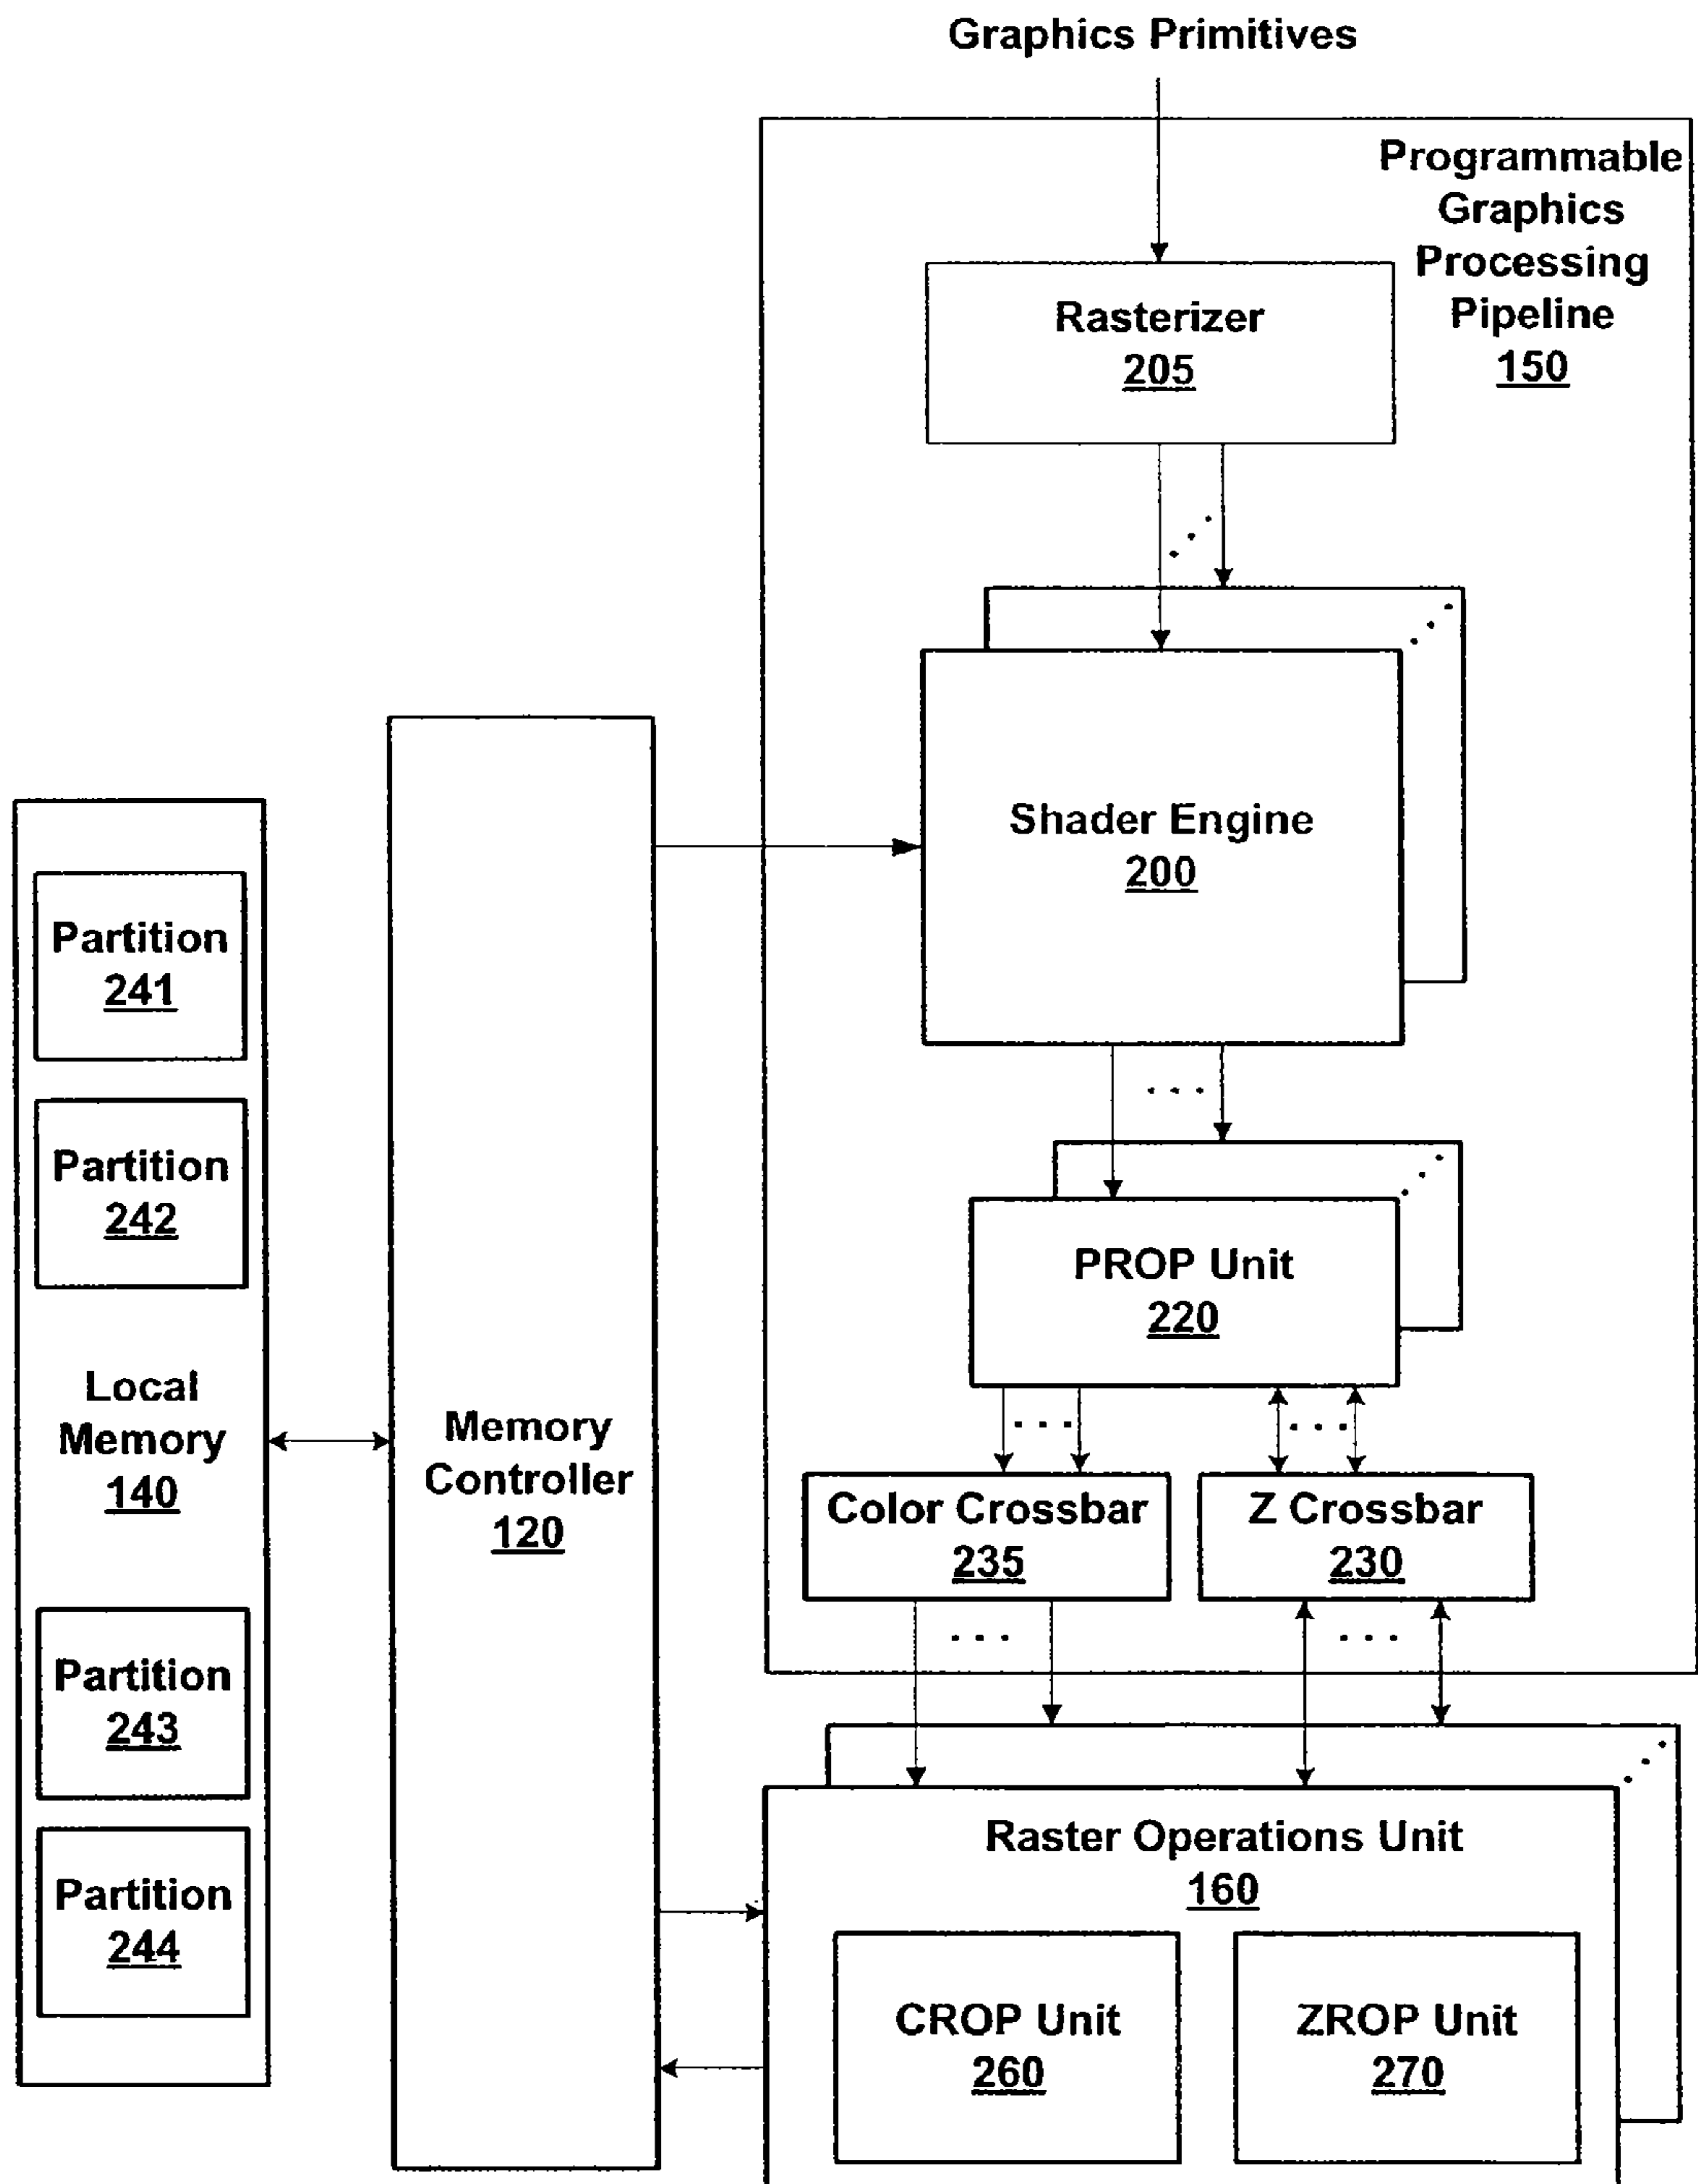 Graphics Primitives
Programmable
Graphics
Processing
Pipeline
150
Rasterizer
205
Shader Engine
200
Partition
241
Partition
242
PROP Unit
220
Local
Memory
140
Memory
Controller
120
Color Crossbar
235
Z Crossbar
230
Partition
243
Partition
244
Raster Operations Unit
160
CROP Unit
260
ZROP Unit
270